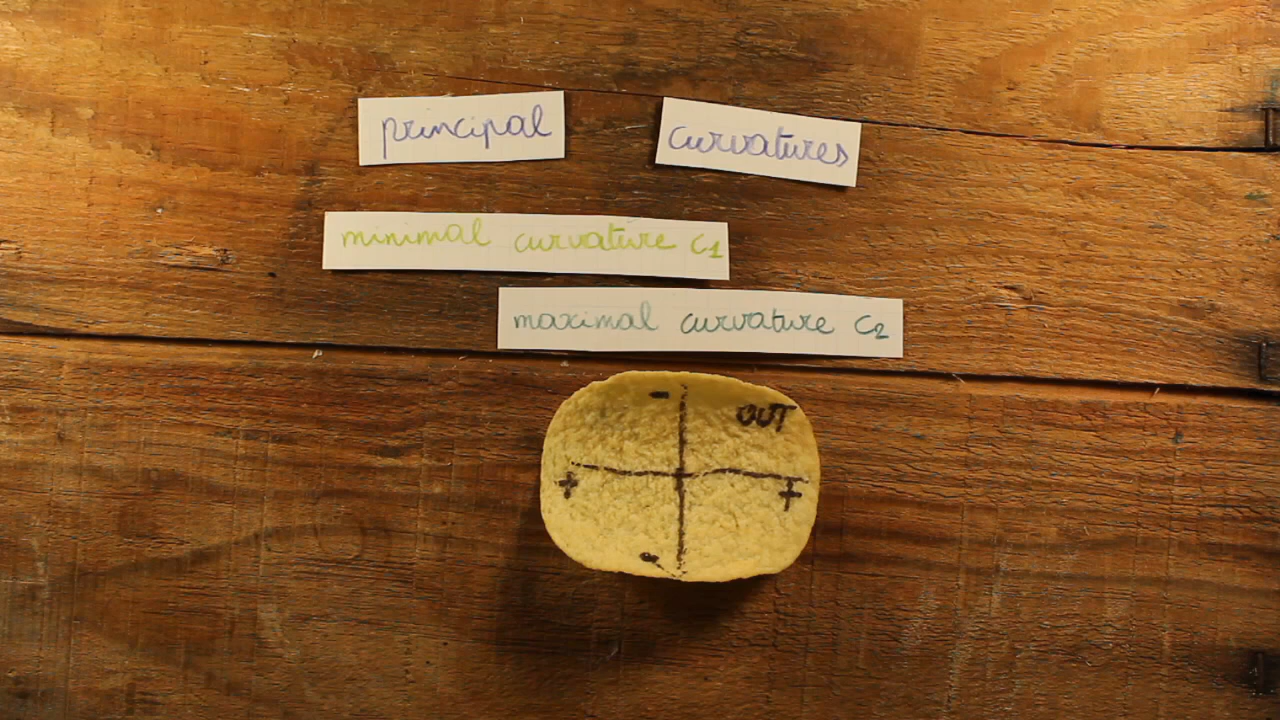 principal curvatures
minimal curvature C1
maximal curvature C2
-
OUT
+ +
-